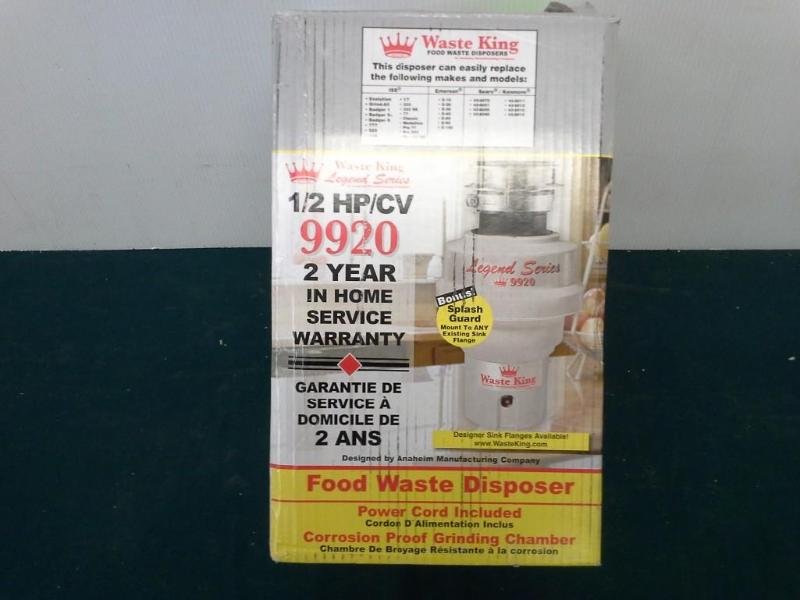 Waste King
FOOD WASTE DISPOSERS
This disposer can easily replace
the following makes and models:
ISE® Emerson® Sears® / Kenmore®
Waste King
Legend Series
1/2 HP/CV
9920
2 YEAR
IN HOME
SERVICE
WARRANTY
GARANTIE DE
SERVICE À
DOMICILE DE
2 ANS
Legend Series
9920
Bonus!
Splash
Guard
Mount To ANY
Existing Sink
Flange
Waste King
Designer Sink Flanges Available!
www.WasteKing.com
Designed by Anaheim Manufacturing Company
Food Waste Disposer
Power Cord Included
Cordon D Alimentation Inclus
Corrosion Proof Grinding Chamber
Chambre De Broyage Résistante à la corrosion